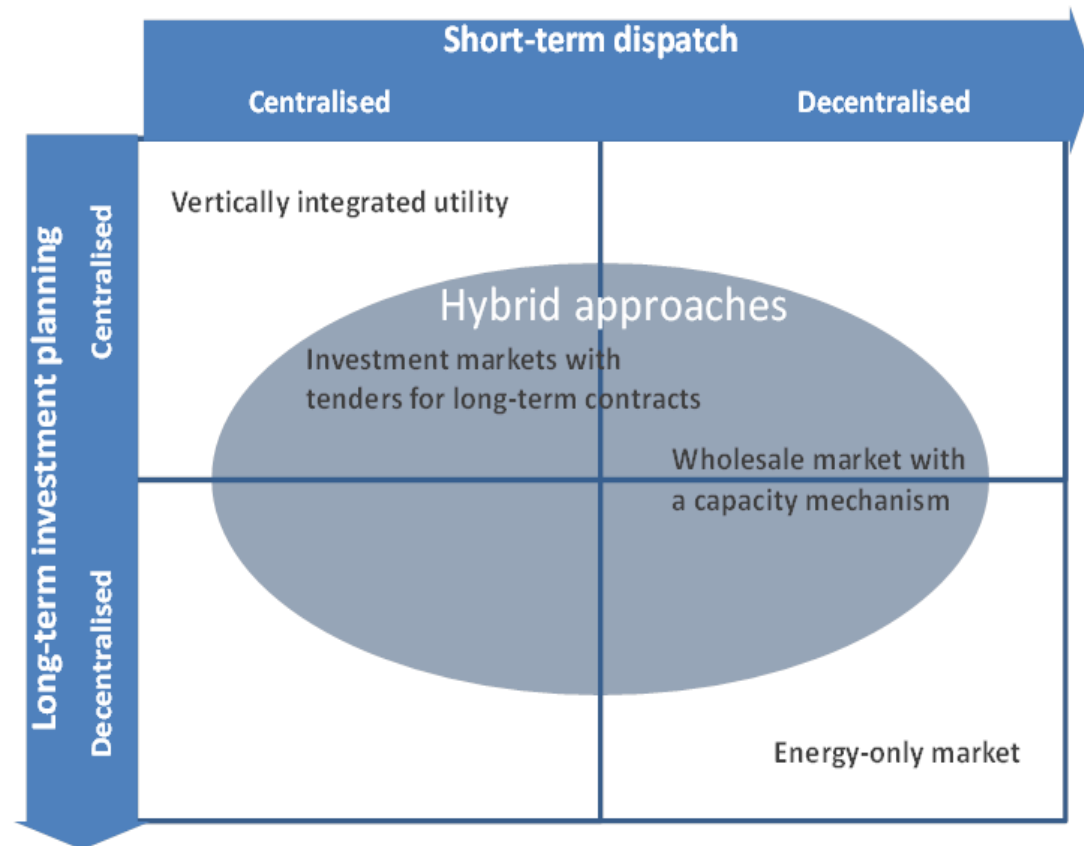 Short-term dispatch
Centralised
Decentralised
Long-term investment planning
Centralised
Decentralised
Vertically integrated utility
Hybrid approaches
Investment markets with
tenders for long-term contracts
Wholesale market with
a capacity mechanism
Energy-only market